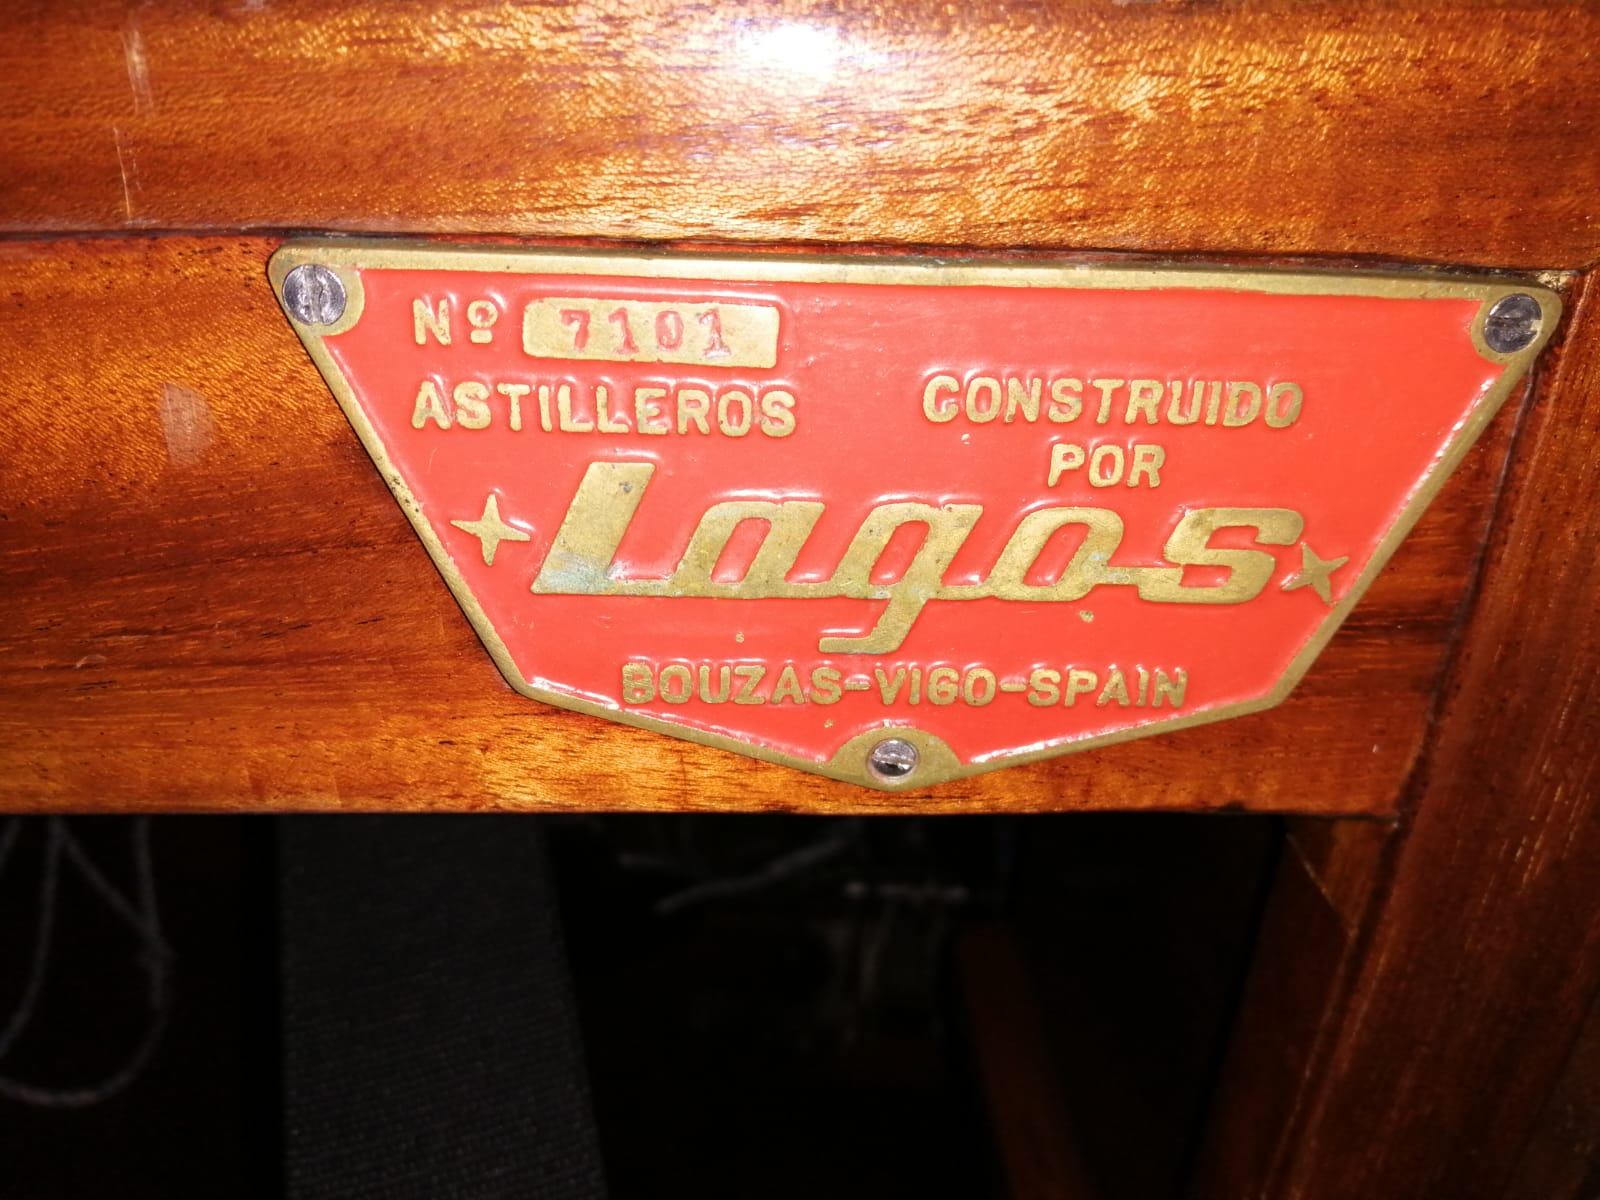 Nº 7101
ASTILLEROS
CONSTRUIDO
POR
Lagos
BOUZAS-VIGO-SPAIN